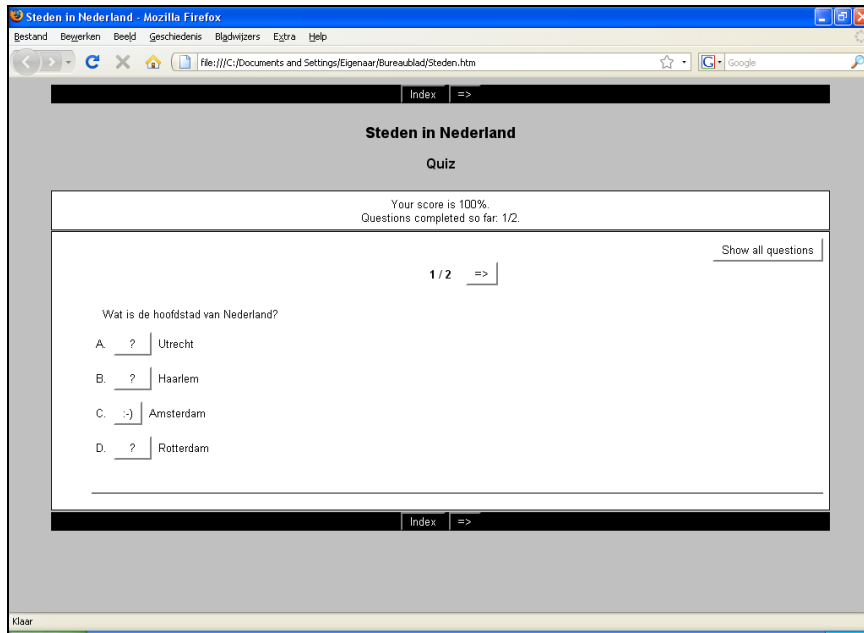 Steden in Nederland - Mozilla Firefox
Bestand Bewerken Beeld Geschiedenis Bladwijzers Extra Help
file:///C:/Documents and Settings/Eigenaar/Bureaublad/Steden.htm
G Google
Index =>
Steden in Nederland
Quiz
Your score is 100%.
Questions completed so far: 1/2.
Show all questions
1 / 2 =>
Wat is de hoofdstad van Nederland?
A. ? Utrecht
B. ? Haarlem
C. :-) Amsterdam
D. ? Rotterdam
Index =>
Klaar